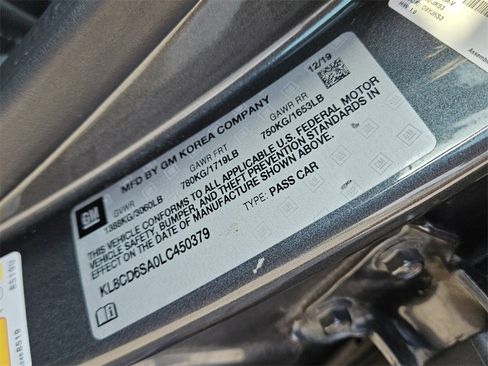 MFD BY GM KOREA COMPANY 12/19
GVWR GAWR FRT GAWR RR
1388KG/3060LB 780KG/1719LB 750KG/1653LB
THIS VEHICLE CONFORMS TO ALL APPLICABLE U.S. FEDERAL MOTOR
VEHICLE SAFETY, BUMPER, AND THEFT PREVENTION STANDARDS IN
EFFECT ON THE DATE OF MANUFACTURE SHOWN ABOVE.
KL8CD6SA0LC450379 TYPE: PASS CAR
GM